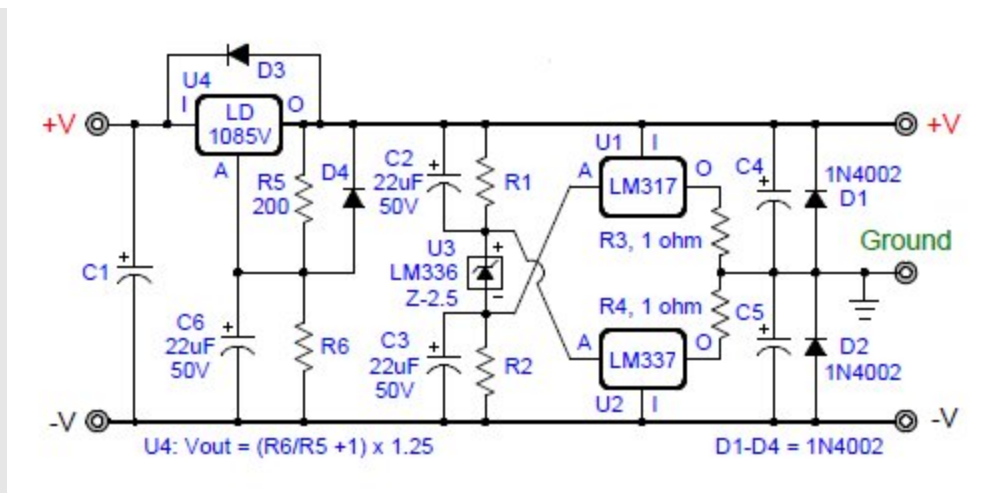 D3
U4
I
O
LD
1085V
A
+V
+V
R5
200
D4
C2
22uF
50V
+
R1
U1
I
A
O
LM317
C4
+
1N4002
D1
R3, 1 ohm
Ground
U3
+
LM336
Z-2.5
−
C1
+
C6
22uF
50V
+
R6
C3
22uF
50V
+
R2
R4, 1 ohm
A
O
LM337
U2
I
C5
+
D2
1N4002
-V
-V
U4: Vout = (R6/R5 +1) x 1.25
D1-D4 = 1N4002